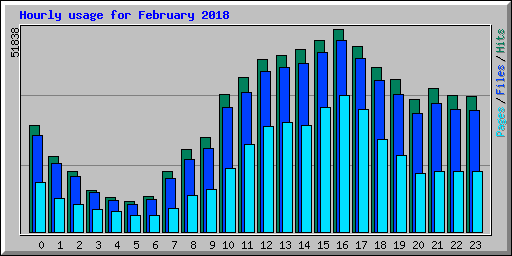 Hourly usage for February 2018
51838
Pages/Files/Hits
0 1 2 3 4 5 6 7 8 9 10 11 12 13 14 15 16 17 18 19 20 21 22 23